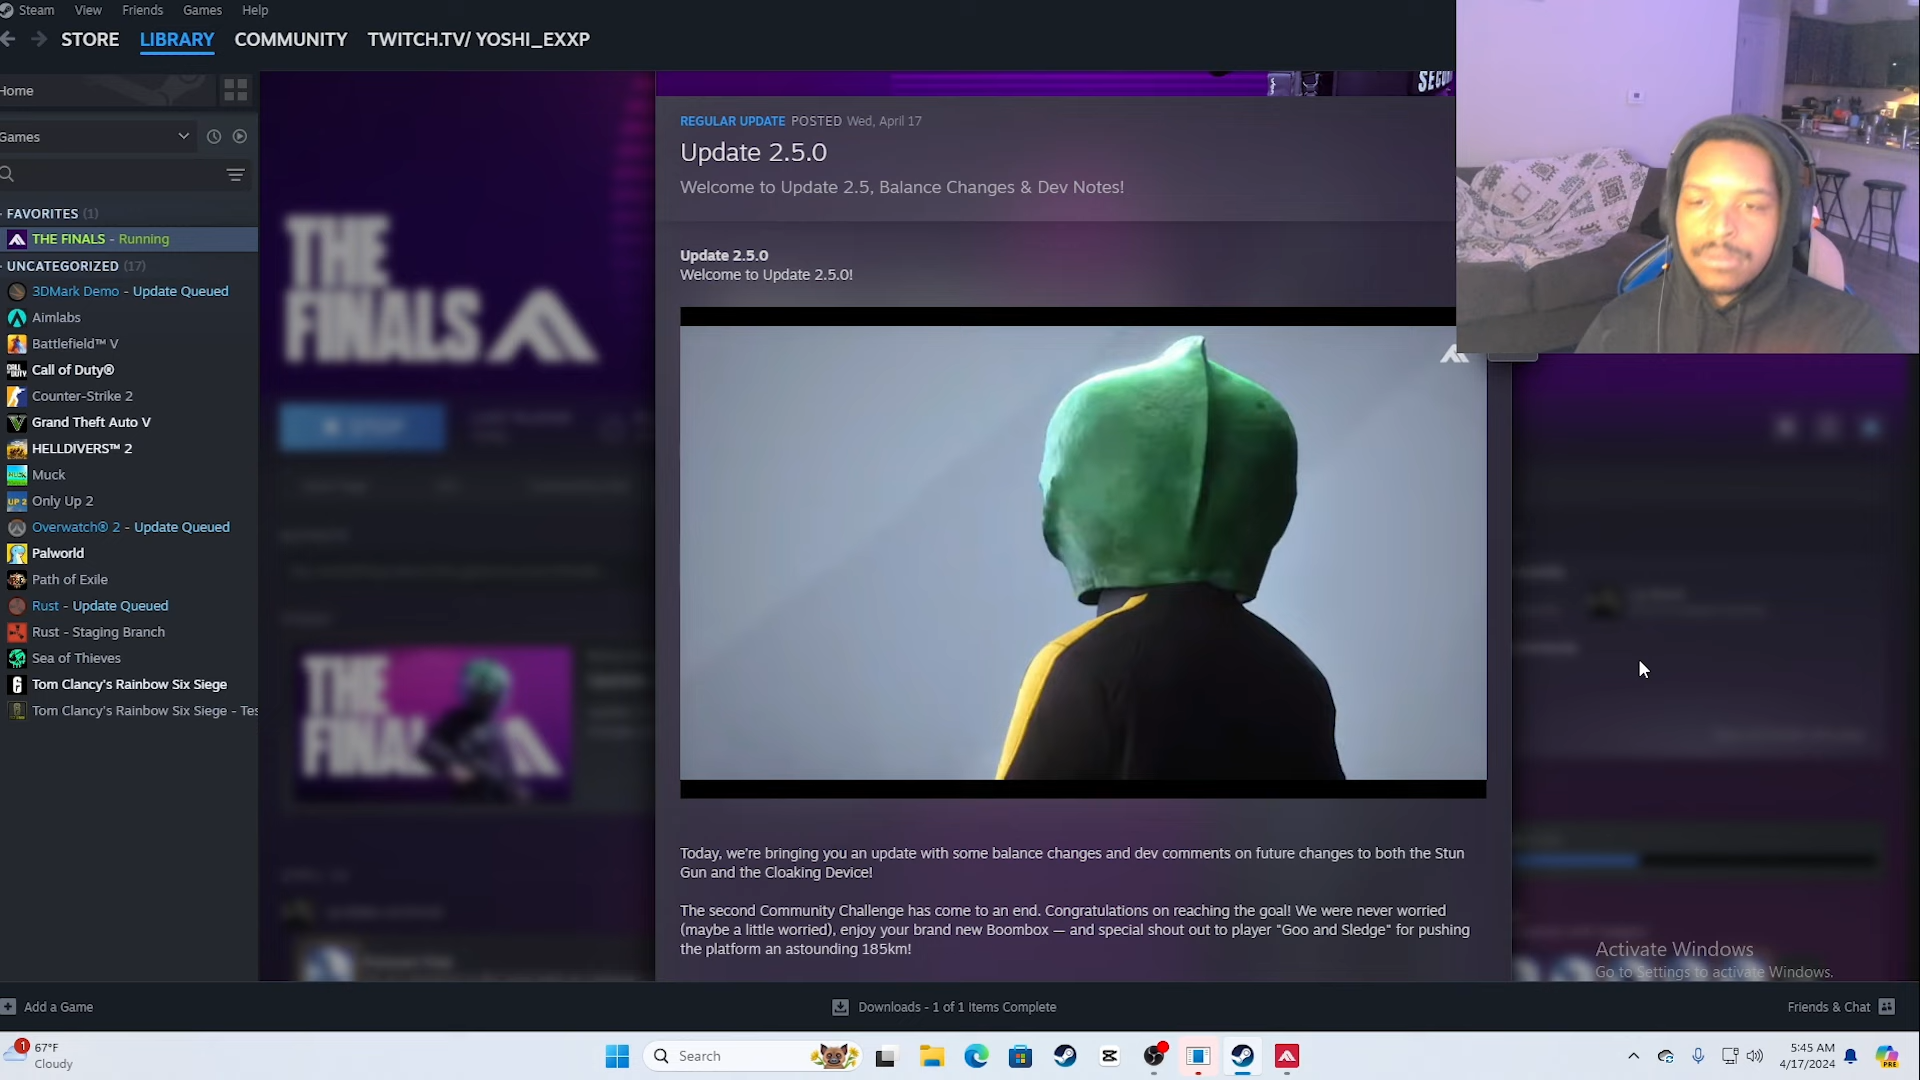 Steam View Friends Games Help
STORE LIBRARY COMMUNITY TWITCH.TV/ YOSHI_EXXP
Home
Games
FAVORITES (1)
THE FINALS - Running
UNCATEGORIZED (17)
3DMark Demo - Update Queued
Aimlabs
Battlefield™ V
Call of Duty®
Counter-Strike 2
Grand Theft Auto V
HELLDIVERS™ 2
Muck
Only Up 2
Overwatch® 2 - Update Queued
Palworld
Path of Exile
Rust - Update Queued
Rust - Staging Branch
Sea of Thieves
Tom Clancy's Rainbow Six Siege
Tom Clancy's Rainbow Six Siege - Tes
THE
FINALS
STOP
THE
FINAL
REGULAR UPDATE POSTED Wed, April 17
Update 2.5.0
Welcome to Update 2.5, Balance Changes & Dev Notes!
Update 2.5.0
Welcome to Update 2.5.0!
Today, we're bringing you an update with some balance changes and dev comments on future changes to both the Stun
Gun and the Cloaking Device!
The second Community Challenge has come to an end. Congratulations on reaching the goal! We were never worried
(maybe a little worried), enjoy your brand new Boombox — and special shout out to player "Goo and Sledge" for pushing
the platform an astounding 185km!
Activate Windows
Go to Settings to activate Windows.
Add a Game
Downloads - 1 of 1 Items Complete
Friends & Chat
1
67°F
Cloudy
Search
5:45 AM
4/17/2024
PRE